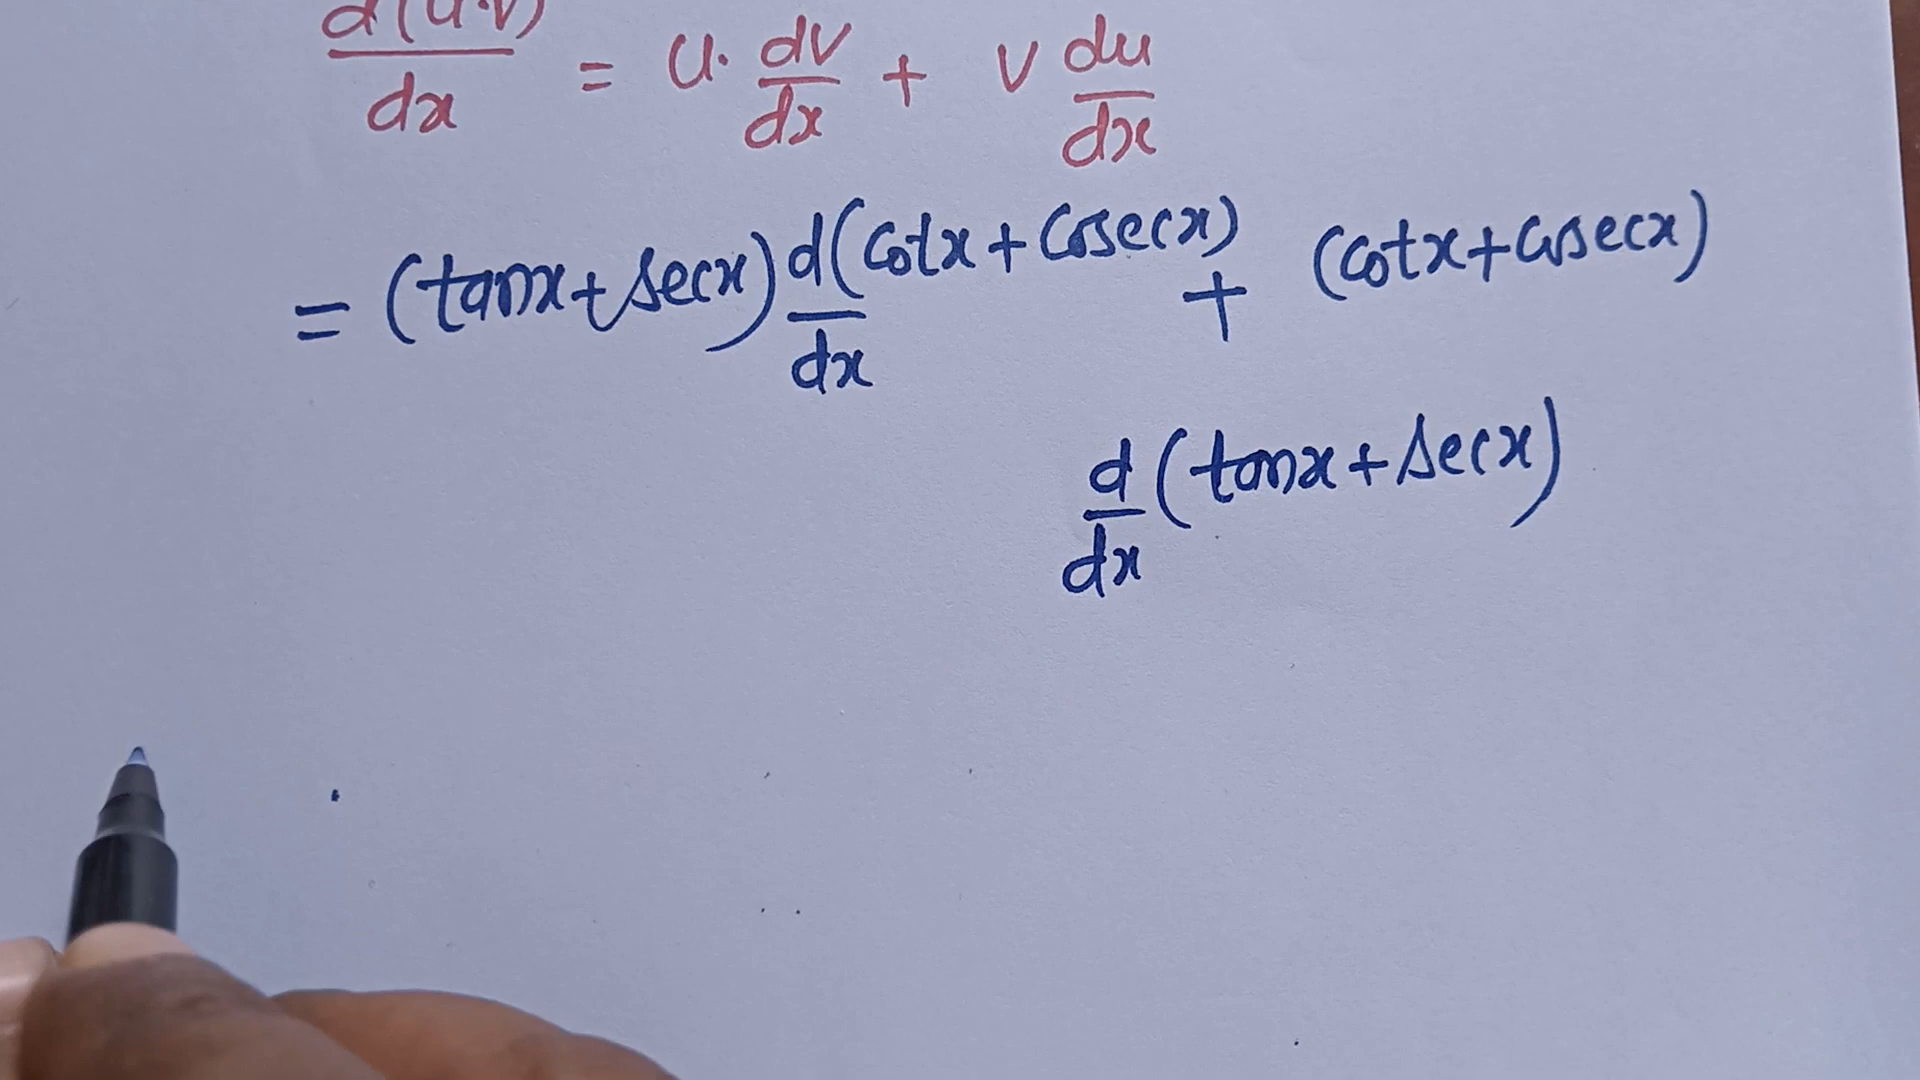 d(u.v)/dx = u. dv/dx + v du/dx
= (tanx+secx) d(cotx+cosecx)/dx + (cotx+cosecx)
d/dx (tanx+secx)